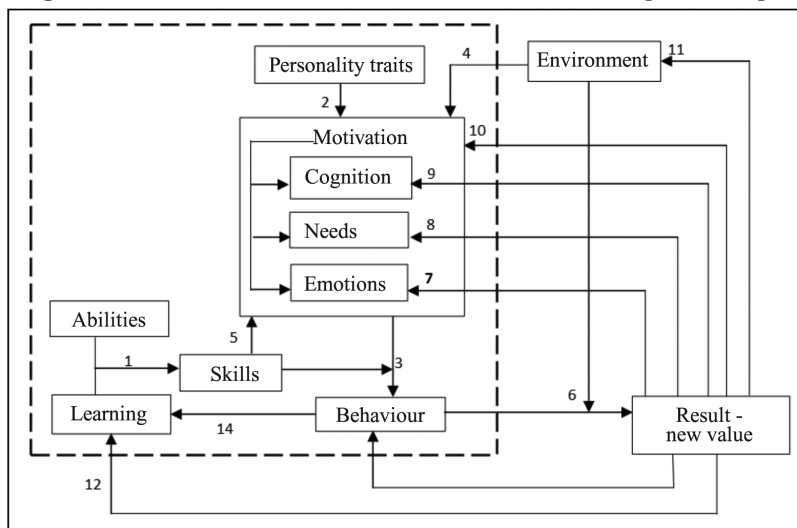 4
Environment
11
Personality traits
2
10
Motivation
9
Cognition
8
Needs
7
Emotions
Abilities
5
1
3
Skills
6
Learning
14
Behaviour
Result -
new value
12